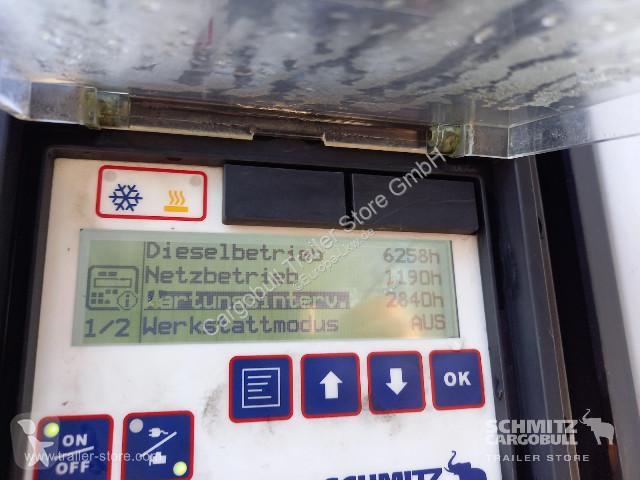 Dieselbetrieb 6258h
Netzbetrieb 1190h
Wartungsinterv. 2840h
1/2 Werkstattmodus AUS
Cargobull Trailer Store GmbH
OK
ON
OFF
SCHMITZ
SCHMITZ
CARGOBULL
TRAILER STORE
www.trailer-store.com